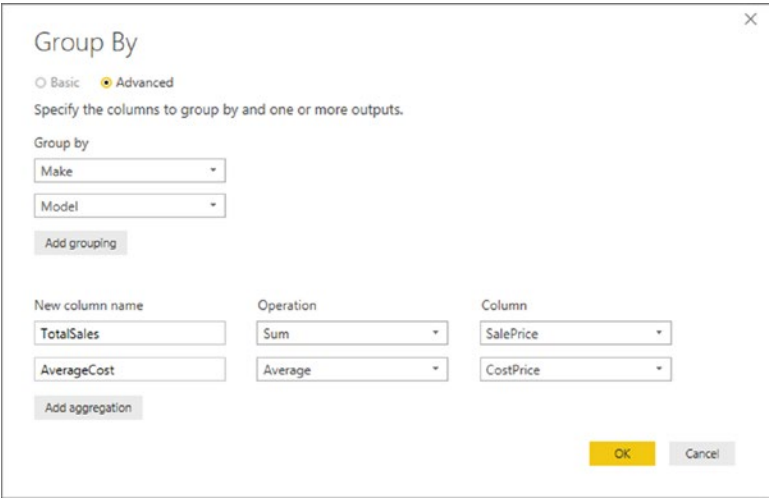 Group By
Basic Advanced
Specify the columns to group by and one or more outputs.
Group by
Make
Model
Add grouping
New column name Operation Column
TotalSales Sum SalePrice
AverageCost Average CostPrice
Add aggregation
OK Cancel